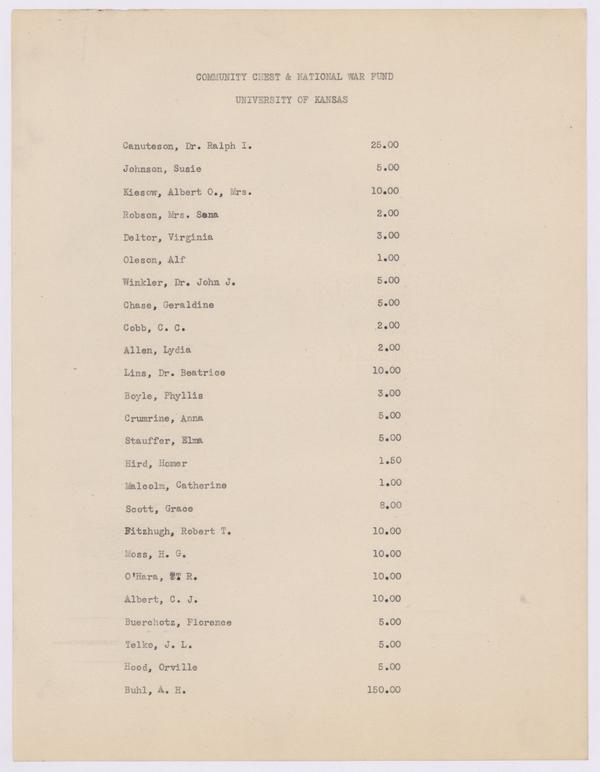 COMMUNITY CHEST & NATIONAL WAR FUND
UNIVERSITY OF KANSAS
Canuteson, Dr. Ralph I. 25.00
Johnson, Susie 5.00
Kiesow, Albert O., Mrs. 10.00
Robson, Mrs. Sana 2.00
Deltor, Virginia 3.00
Oleson, Alf 1.00
Winkler, Dr. John J. 5.00
Chase, Geraldine 5.00
Cobb, C. C. 2.00
Allen, Lydia 2.00
Lins, Dr. Beatrice 10.00
Boyle, Phyllis 3.00
Crumrine, Anna 5.00
Stauffer, Elma 5.00
Hird, Homer 1.50
Malcolm, Catherine 1.00
Scott, Grace 8.00
Fitzhugh, Robert T. 10.00
Moss, H. G. 10.00
O'Hara, R. 10.00
Albert, C. J. 10.00
Buerchotz, Florence 5.00
Telko, J. L. 5.00
Hood, Orville 5.00
Buhl, A. H. 150.00